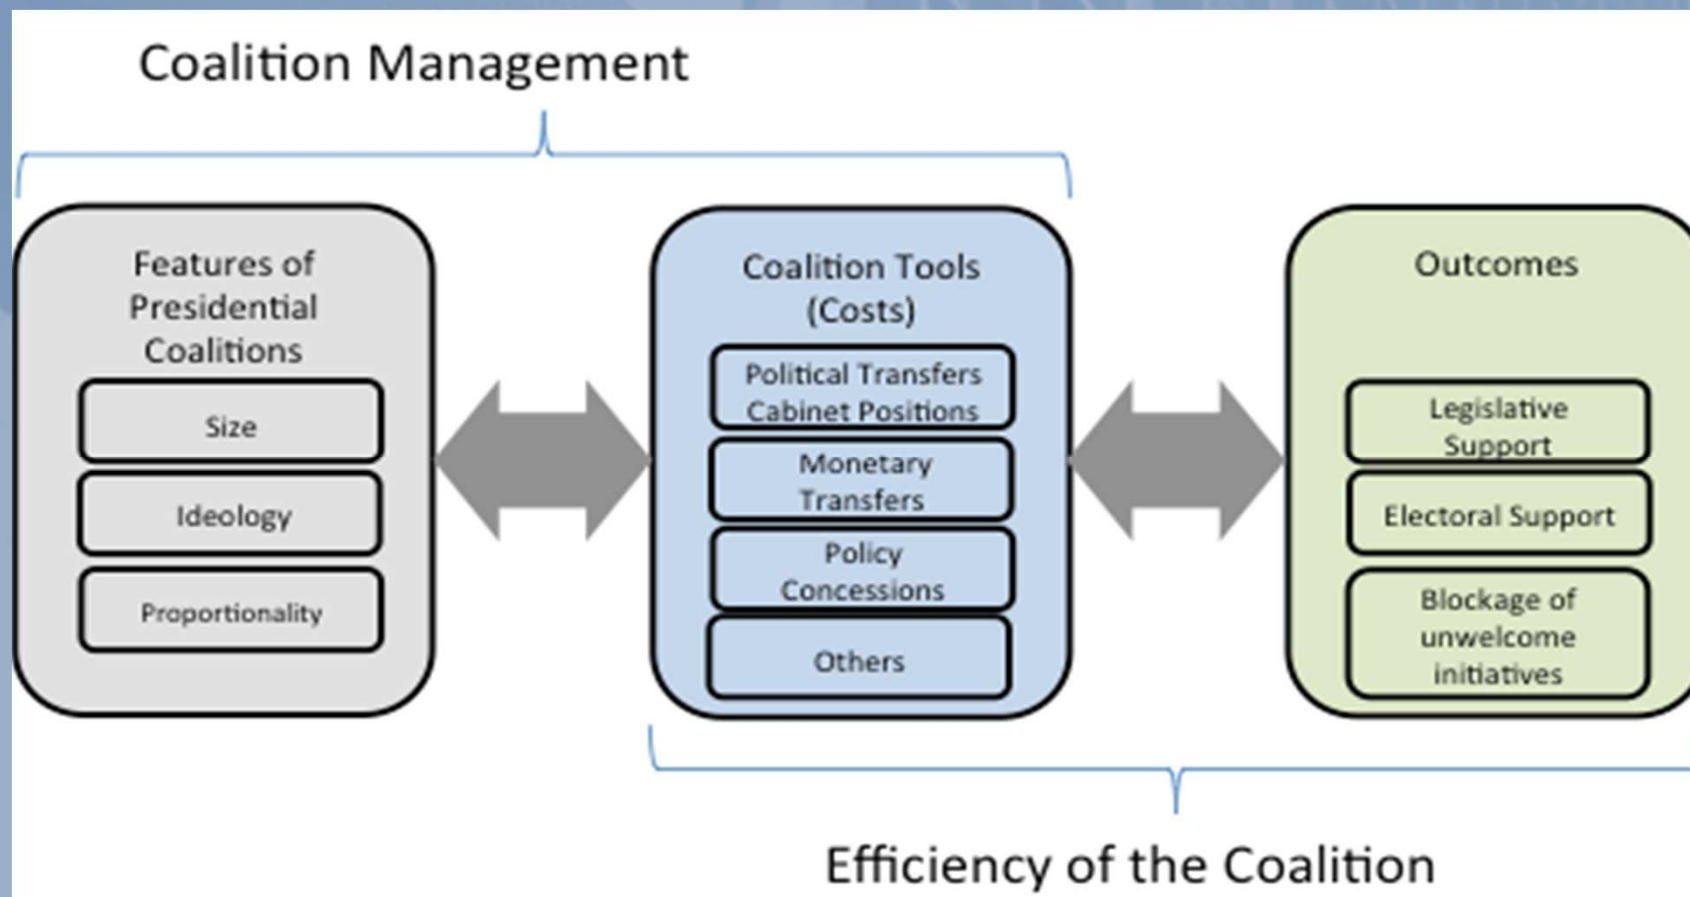 Coalition Management
Features of
Presidential
Coalitions
Size
Ideology
Proportionality
Coalition Tools
(Costs)
Political Transfers
Cabinet Positions
Monetary
Transfers
Policy
Concessions
Others
Outcomes
Legislative
Support
Electoral Support
Blockage of
unwelcome
initiatives
Efficiency of the Coalition